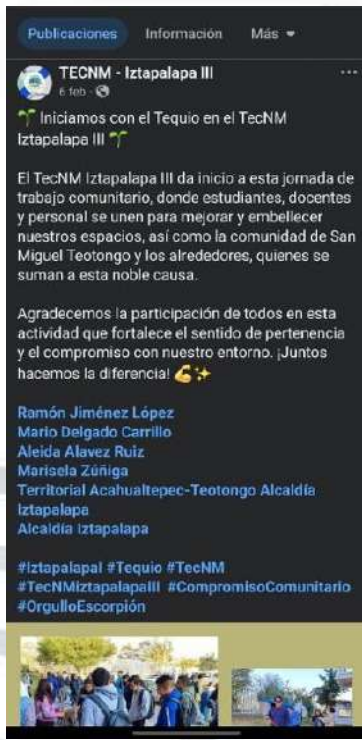 Publicaciones Información Más
TECNM - Iztapalapa III
6 feb ·
🌱 Iniciamos con el Tequio en el TecNM
Iztapalapa III 🌱
El TecNM Iztapalapa III da inicio a esta jornada de
trabajo comunitario, donde estudiantes, docentes
y personal se unen para mejorar y embellecer
nuestros espacios, así como la comunidad de San
Miguel Teotongo y los alrededores, quienes se
suman a esta noble causa.
Agradecemos la participación de todos en esta
actividad que fortalece el sentido de pertenencia
y el compromiso con nuestro entorno. ¡Juntos
hacemos la diferencia! 💪✨
Ramón Jiménez López
Mario Delgado Carrillo
Aleida Alavez Ruiz
Marisela Zúñiga
Territorial Acahualtepec-Teotongo Alcaldía
Iztapalapa
Alcaldía Iztapalapa
#Iztapalapal #Tequio #TecNM
#TecNMiztapalapaIII #CompromisoComunitario
#OrgulloEscorpión